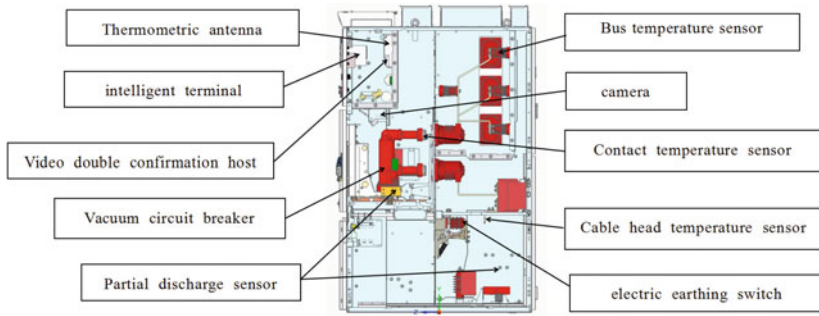 Thermometric antenna
intelligent terminal
Video double confirmation host
Vacuum circuit breaker
Partial discharge sensor
Bus temperature sensor
camera
Contact temperature sensor
Cable head temperature sensor
electric earthing switch
Z
Y